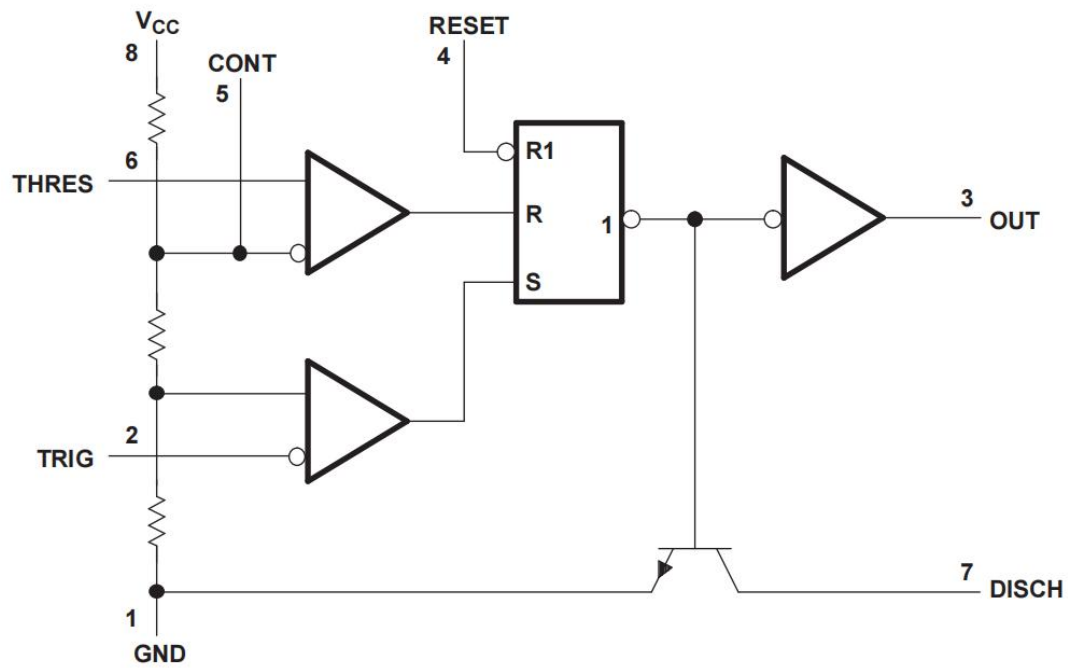 VCC
8
RESET
4
CONT
5
6
THRES
R1
R
1
S
3
OUT
2
TRIG
7
DISCH
1
GND